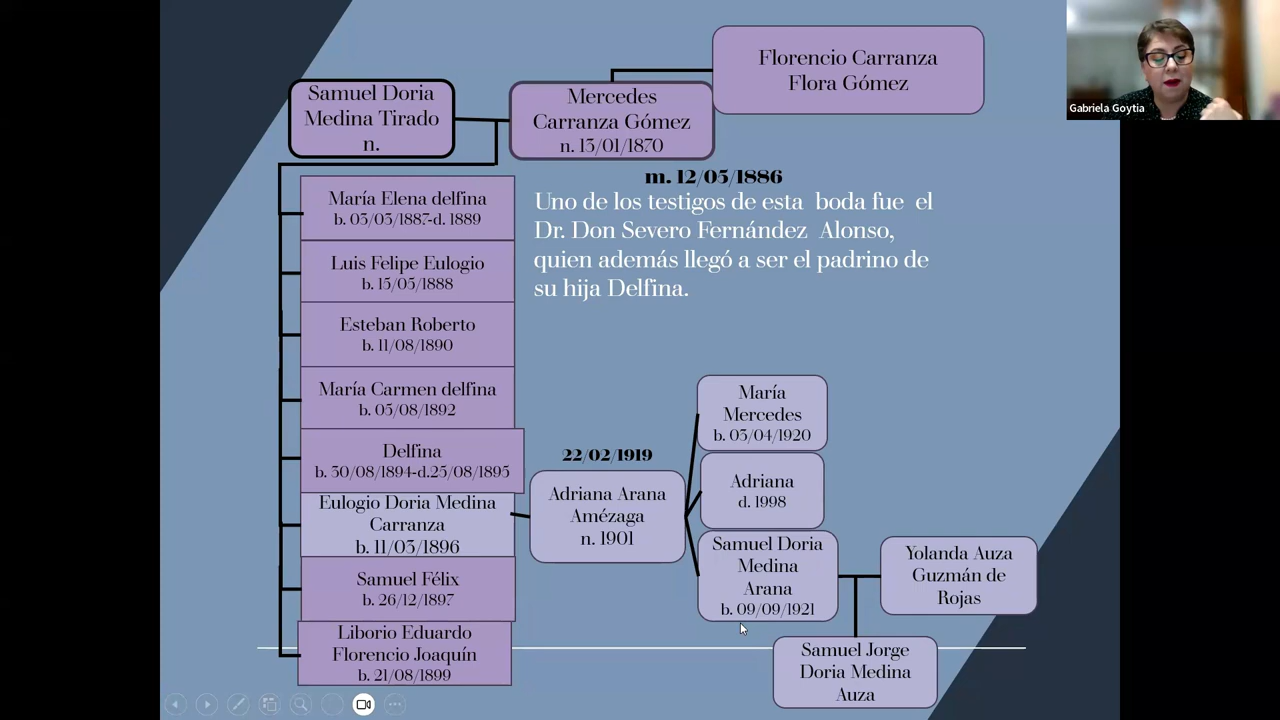 Florencio Carranza
Flora Gómez
Samuel Doria
Medina Tirado
n.
Mercedes
Carranza Gómez
n. 13/01/1870
Gabriela Goytia
m. 12/05/1886
Uno de los testigos de esta boda fue el
Dr. Don Severo Fernández Alonso,
quien además llegó a ser el padrino de
su hija Delfina.
María Elena delfina
b. 03/03/1887-d. 1889
Luis Felipe Eulogio
b. 13/05/1888
Esteban Roberto
b. 11/08/1890
María Carmen delfina
b. 05/08/1892
Delfina
b. 30/08/1894-d.25/08/1895
Eulogio Doria Medina
Carranza
b. 11/03/1896
Samuel Félix
b. 26/12/1897
Liborio Eduardo
Florencio Joaquín
b. 21/08/1899
22/02/1919
Adriana Arana
Amézaga
n. 1901
María
Mercedes
b. 03/04/1920
Adriana
d. 1998
Samuel Doria
Medina
Arana
b. 09/09/1921
Yolanda Auza
Guzmán de
Rojas
Samuel Jorge
Doria Medina
Auza